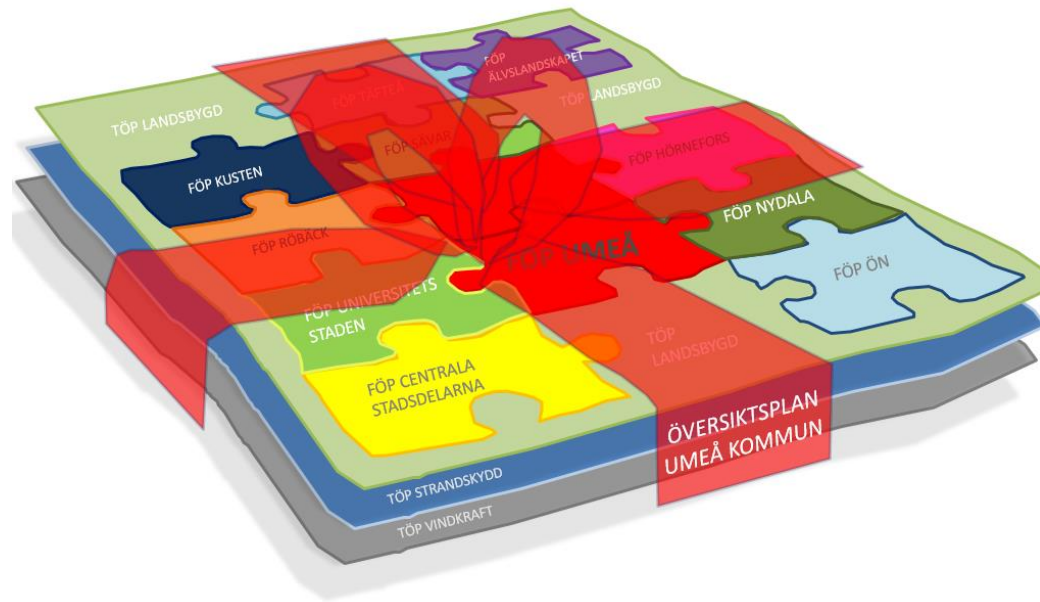 FÖP
ÄLVSLANDSKAPET
FÖP TÄFTEÅ
TÖP LANDSBYGD
TÖP LANDSBYGD
FÖP SÄVAR
FÖP HÖRNEFORS
FÖP KUSTEN
FÖP NYDALA
FÖP RÖBÄCK
FÖP UMEÅ
FÖP ÖN
FÖP UNIVERSITETS
STADEN
TÖP
LANDSBYGD
FÖP CENTRALA
STADSDELARNA
ÖVERSIKTSPLAN
UMEÅ KOMMUN
TÖP STRANDSKYDD
TÖP VINDKRAFT